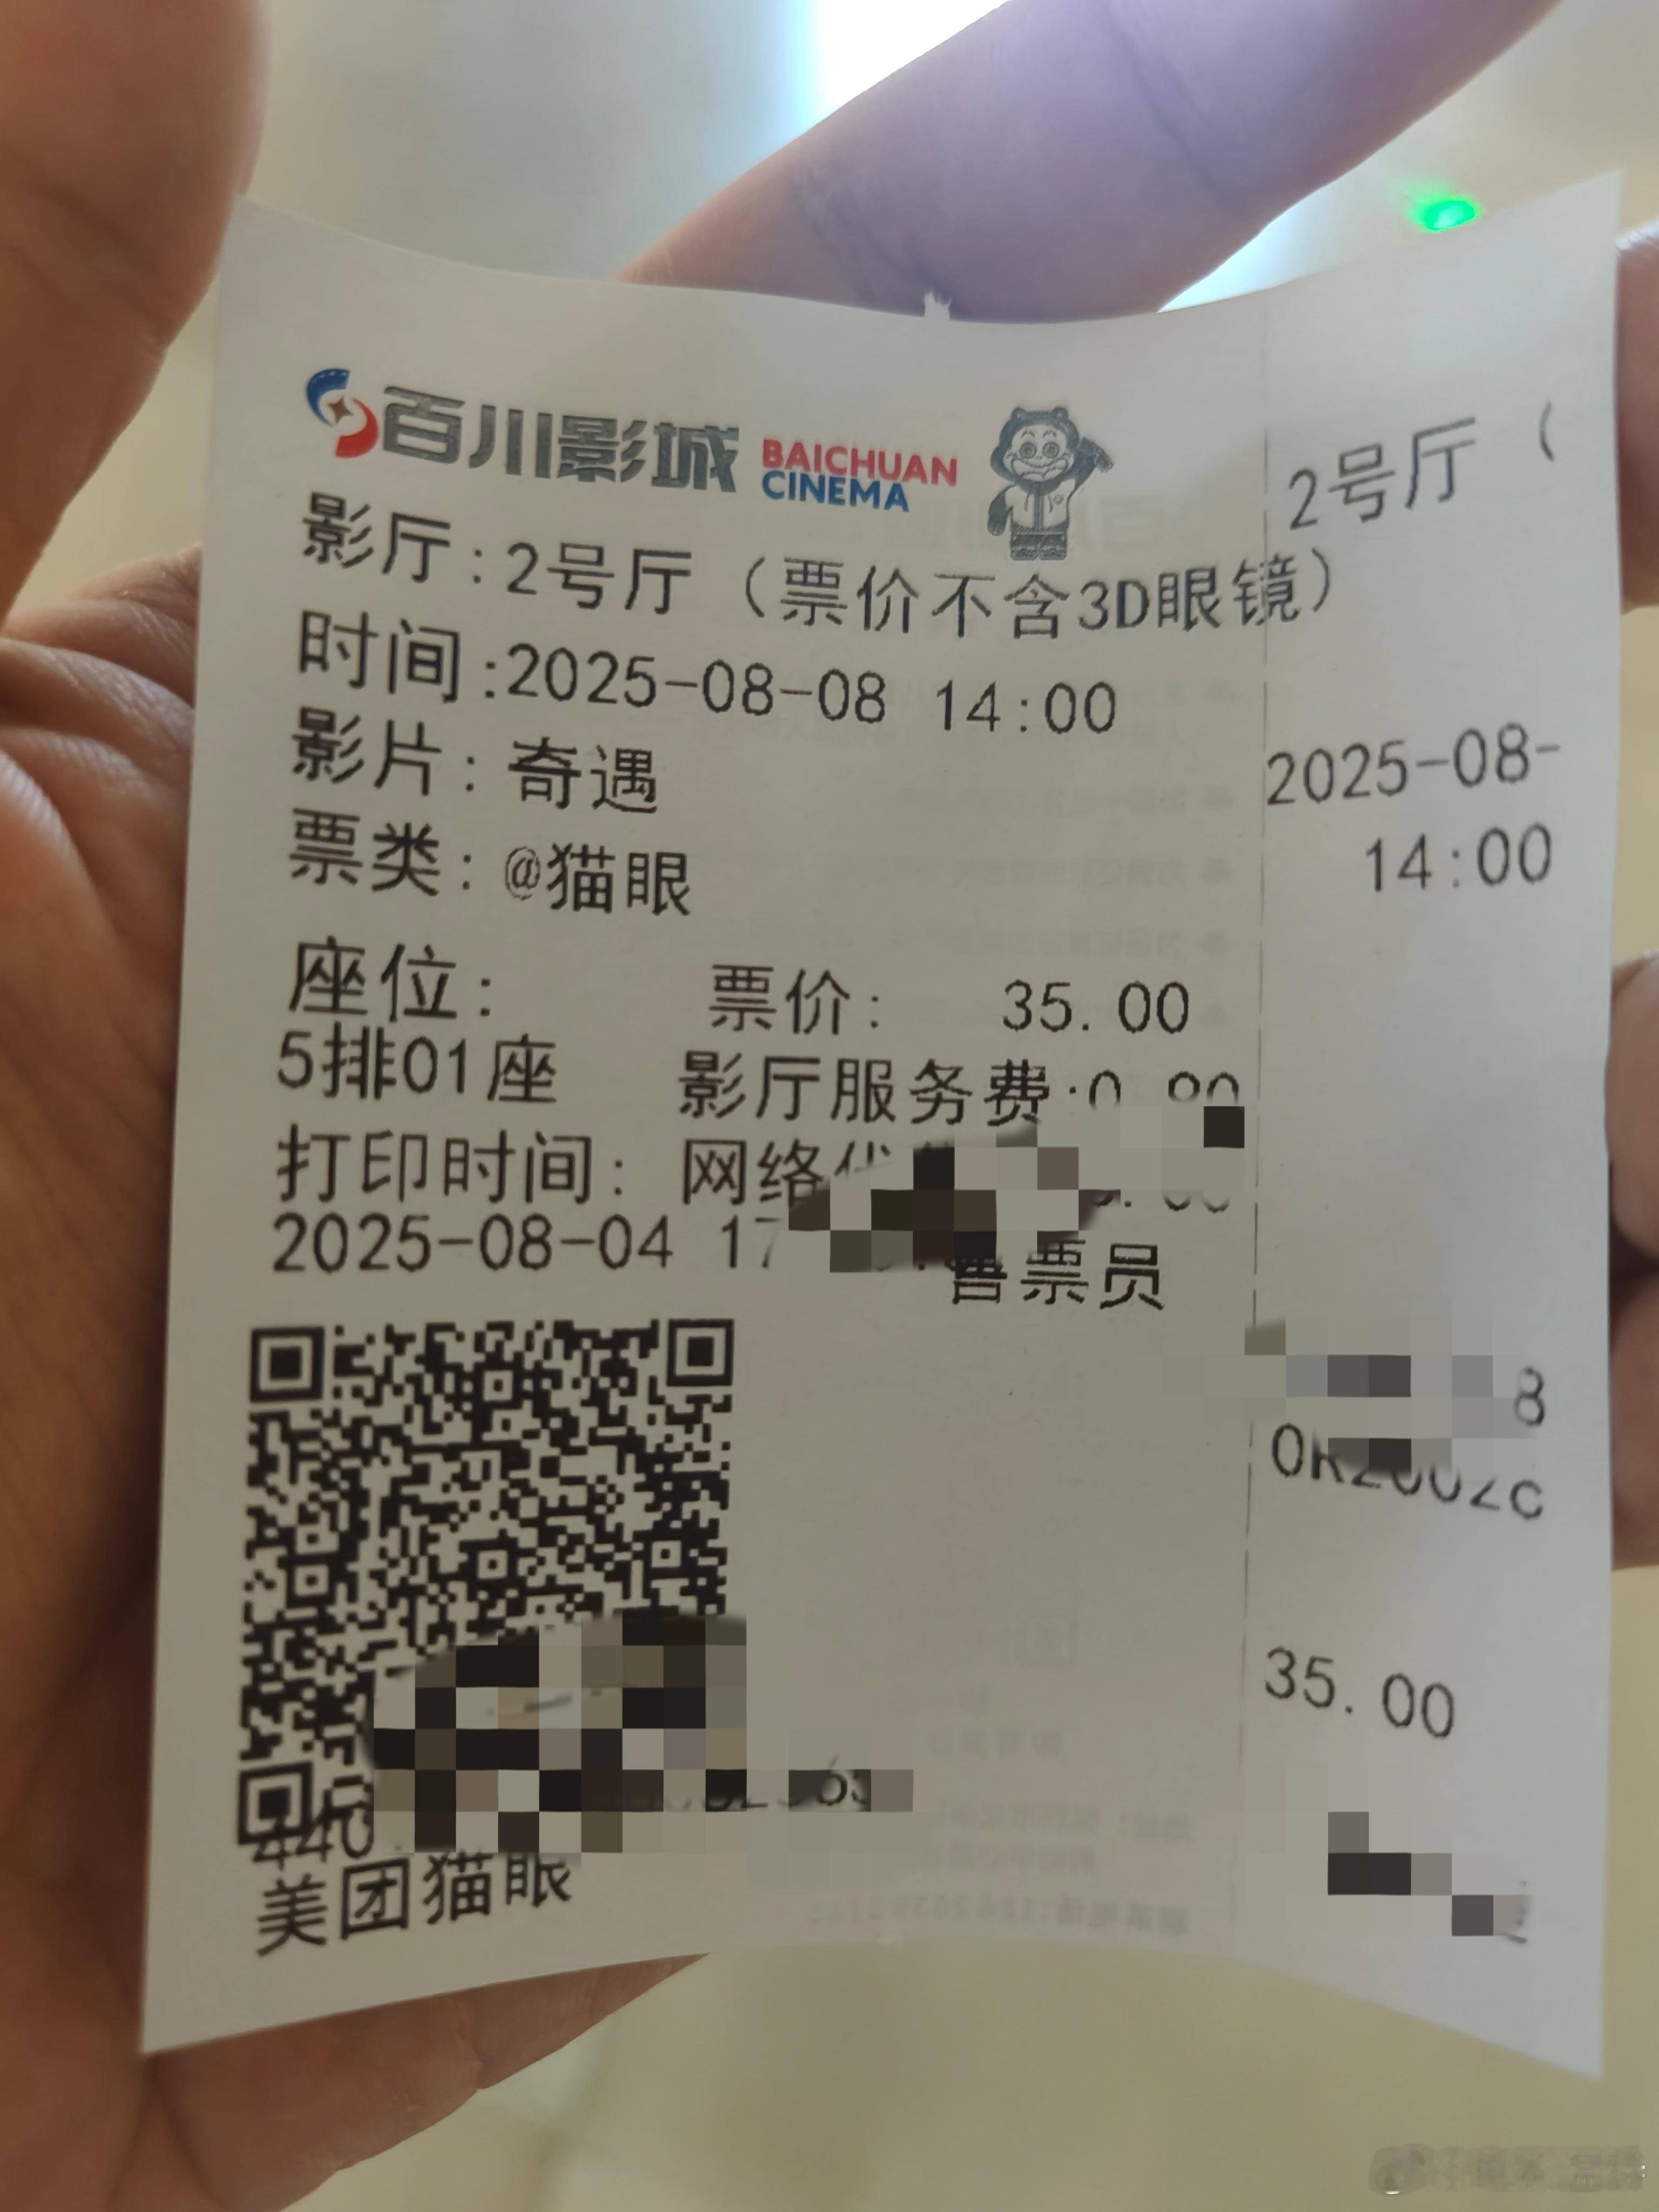 百川影城 BAICHUAN CINEMA
影厅:2号厅（票价不含3D眼镜）
时间:2025-08-08 14:00
影片:奇遇
票类:@猫眼
座位:
票价: 35.00
5排01座
影厅服务费:
打印时间:
网络
2025-08-04 17
售票员
美团猫眼
2号厅（
2025-08-
14:00
8
35.00